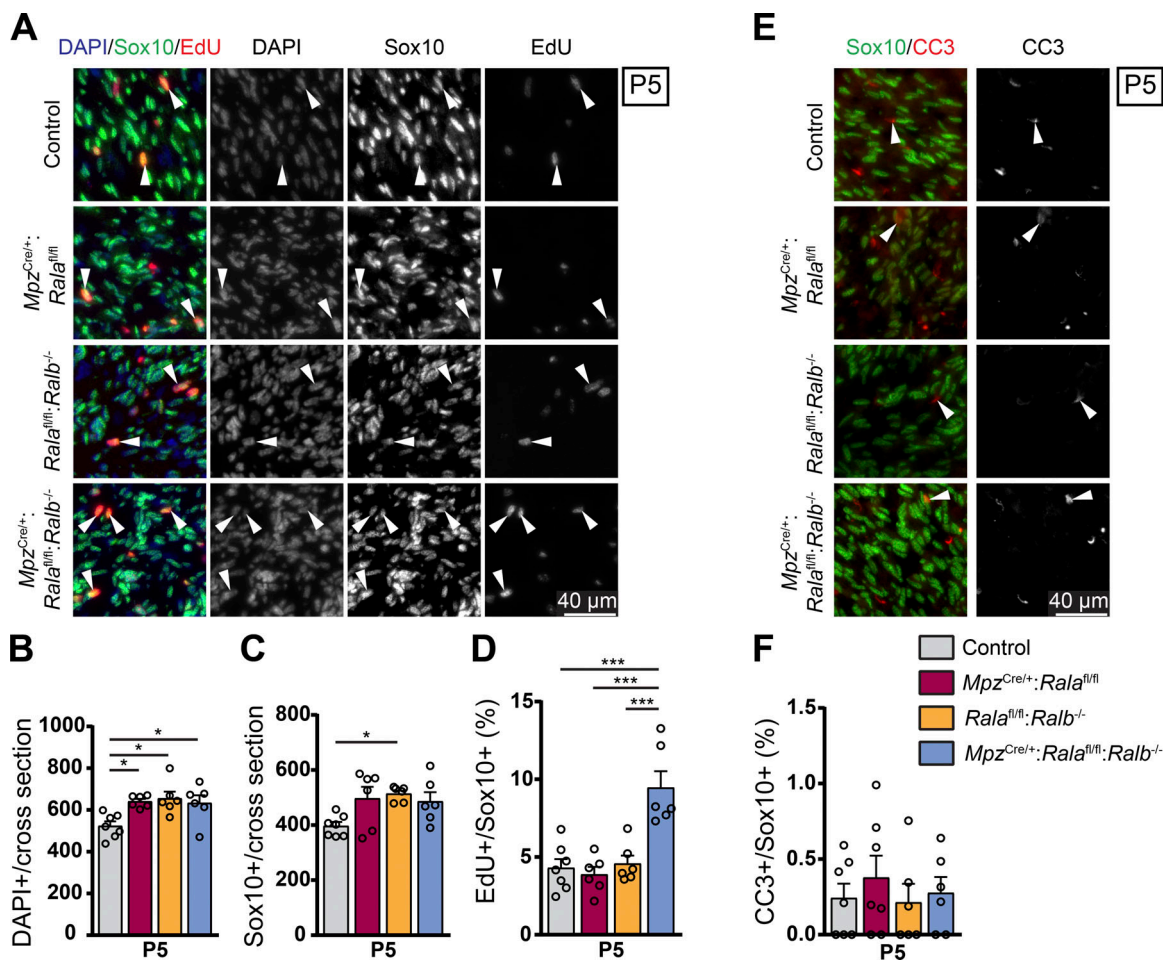 A
DAPI/Sox10/EdU
DAPI
Sox10
EdU
P5
Control
Mpz^Cre/+:
Rala^fl/fl
Rala^fl/fl:Ralb^-/-
Mpz^Cre/+:
Rala^fl/fl:Ralb^-/-
40 µm
E
Sox10/CC3
CC3
P5
Control
Mpz^Cre/+:
Rala^fl/fl
Rala^fl/fl:Ralb^-/-
Mpz^Cre/+:
Rala^fl/fl:Ralb^-/-
40 µm
B
DAPI+/cross section
1000
800
600
400
200
0
*
*
*
P5
C
Sox10+/cross section
800
600
400
200
0
*
P5
D
EdU+/Sox10+ (%)
15
10
5
0
***
***
***
P5
F
CC3+/Sox10+ (%)
1.5
1.0
0.5
0.0
P5
Control
Mpz^Cre/+:Rala^fl/fl
Rala^fl/fl:Ralb^-/-
Mpz^Cre/+:Rala^fl/fl:Ralb^-/-